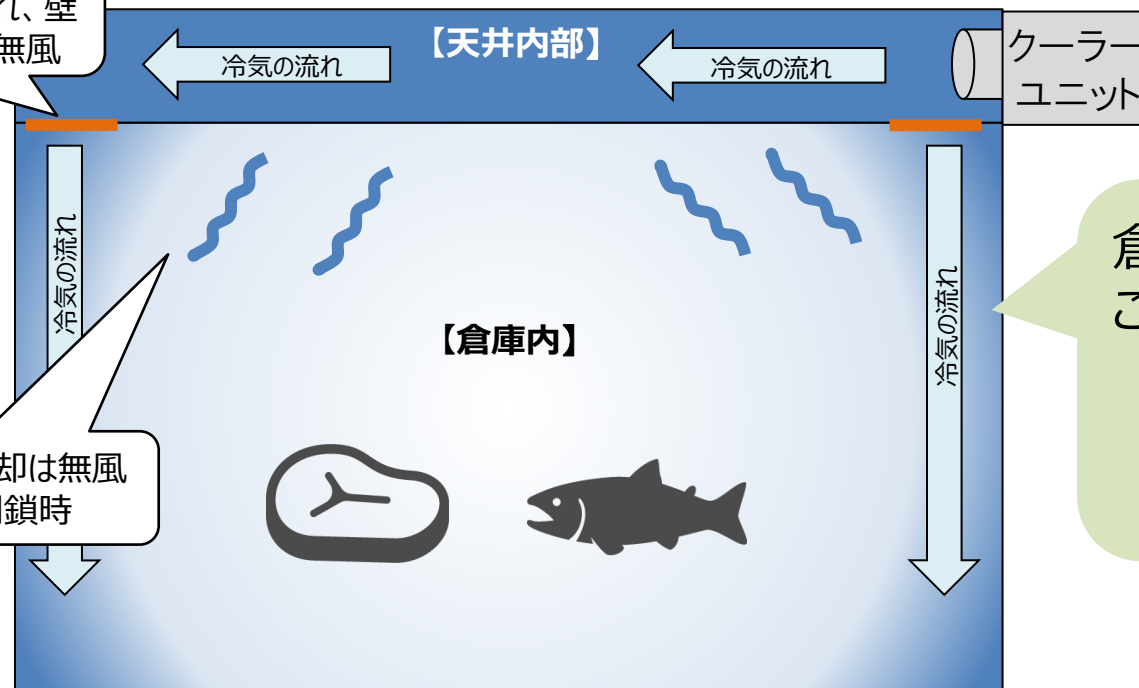 れ、壁
無風
【天井内部】
冷気の流れ
冷気の流れ
クーラー
ユニット
冷気の流れ
冷気の流れ
【倉庫内】
却は無風
鎖時
倉